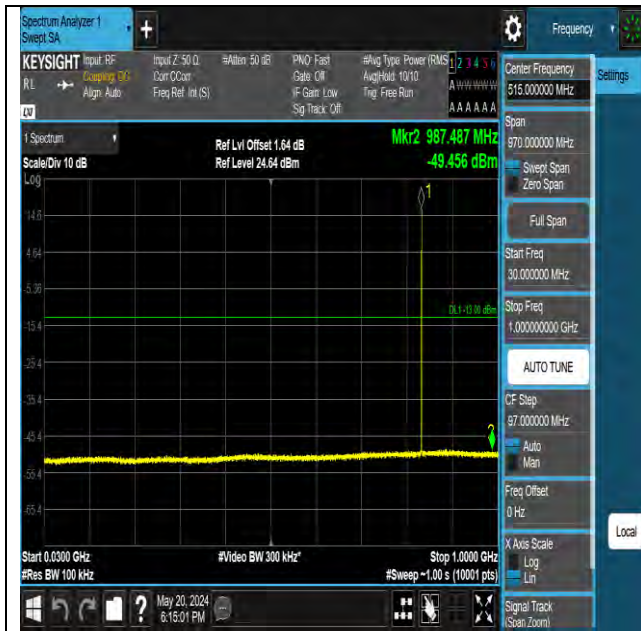 Spectrum Analyzer 1
Swept SA
+
Frequency
KEYSIGHT
RL
Input: RF
Coupling: DC
Align: Auto
Input Z: 50 Ω
Corr CCorr
Freq Ref: Int (S)
#Atten: 50 dB
PNO: Fast
Gate: Off
IF Gain: Low
Sig Track: Off
#Avg Type: Power (RMS)
Avg|Hold: 10/10
Trig: Free Run
1 2 3 4 5 6
A W W W W W
A A A A A A
1 Spectrum
Scale/Div 10 dB
Log
Ref Lvl Offset 1.64 dB
Ref Level 24.64 dBm
Mkr2 987.487 MHz
-49.456 dBm
1
14.6
4.64
-5.36
DL1 -13.00 dBm
-15.4
-25.4
-35.4
-45.4
2
-55.4
-65.4
Start 0.0300 GHz
#Res BW 100 kHz
#Video BW 300 kHz*
Stop 1.0000 GHz
#Sweep ~1.00 s (10001 pts)
May 20, 2024
6:15:01 PM
?
Center Frequency
515.000000 MHz
Settings
Span
970.000000 MHz
Swept Span
Zero Span
Full Span
Start Freq
30.000000 MHz
Stop Freq
1.000000000 GHz
AUTO TUNE
CF Step
97.000000 MHz
Auto
Man
Freq Offset
0 Hz
X Axis Scale
Log
Lin
Local
Signal Track
(Span Zoom)